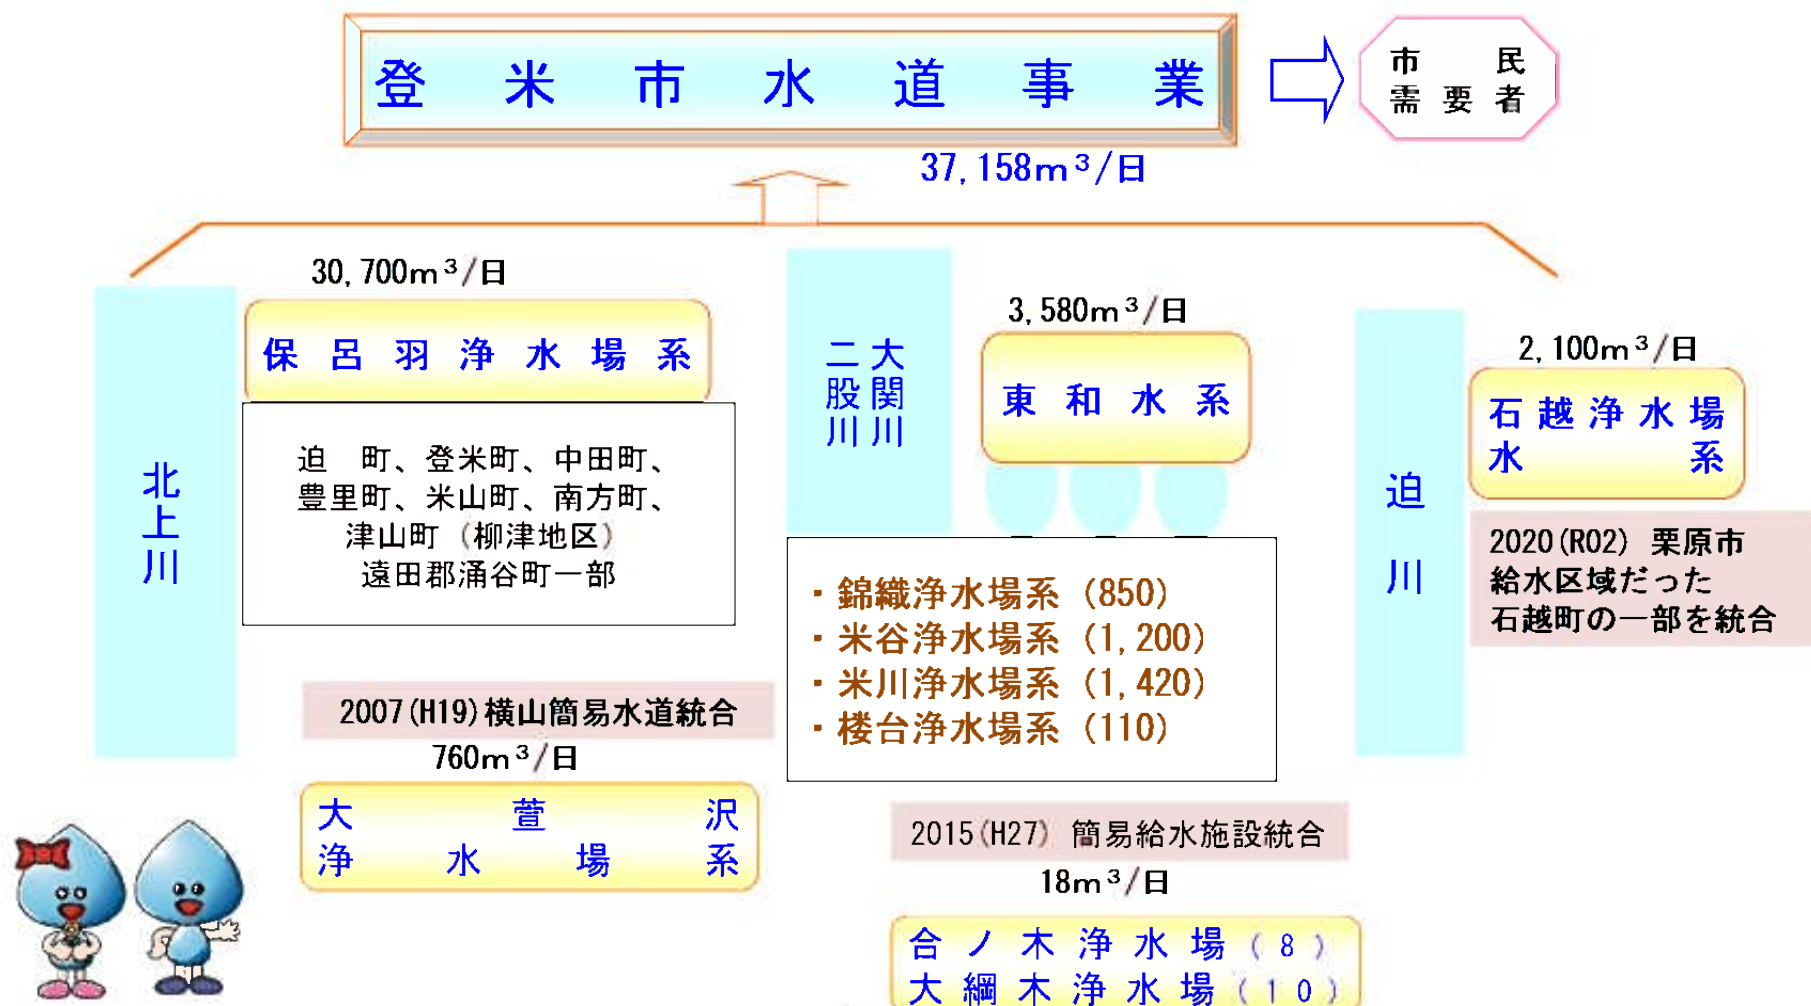 登米市水道事業
市民
需要者
37,158m³/日
30,700m³/日
保呂羽浄水場系
迫　町、登米町、中田町、
豊里町、米山町、南方町、
津山町（柳津地区）
遠田郡涌谷町一部
北上川
2007(H19)横山簡易水道統合
760m³/日
大萱沢
浄水場系
大関川
二股川
3,580m³/日
東和水系
・錦織浄水場系（850）
・米谷浄水場系（1,200）
・米川浄水場系（1,420）
・楼台浄水場系（110）
2015(H27) 簡易給水施設統合
18m³/日
合ノ木浄水場（8）
大綱木浄水場（10）
迫川
2,100m³/日
石越浄水場
水系
2020(R02) 栗原市
給水区域だった
石越町の一部を統合